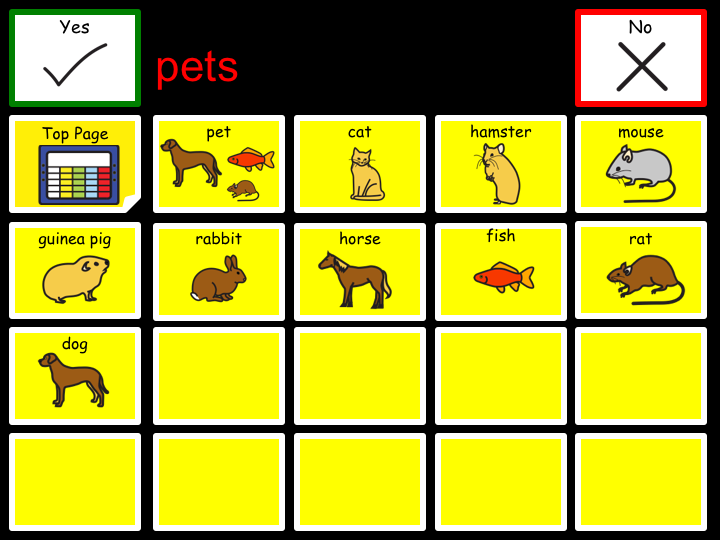 Yes
pets
No
Top Page
pet
cat
hamster
mouse
guinea pig
rabbit
horse
fish
rat
dog